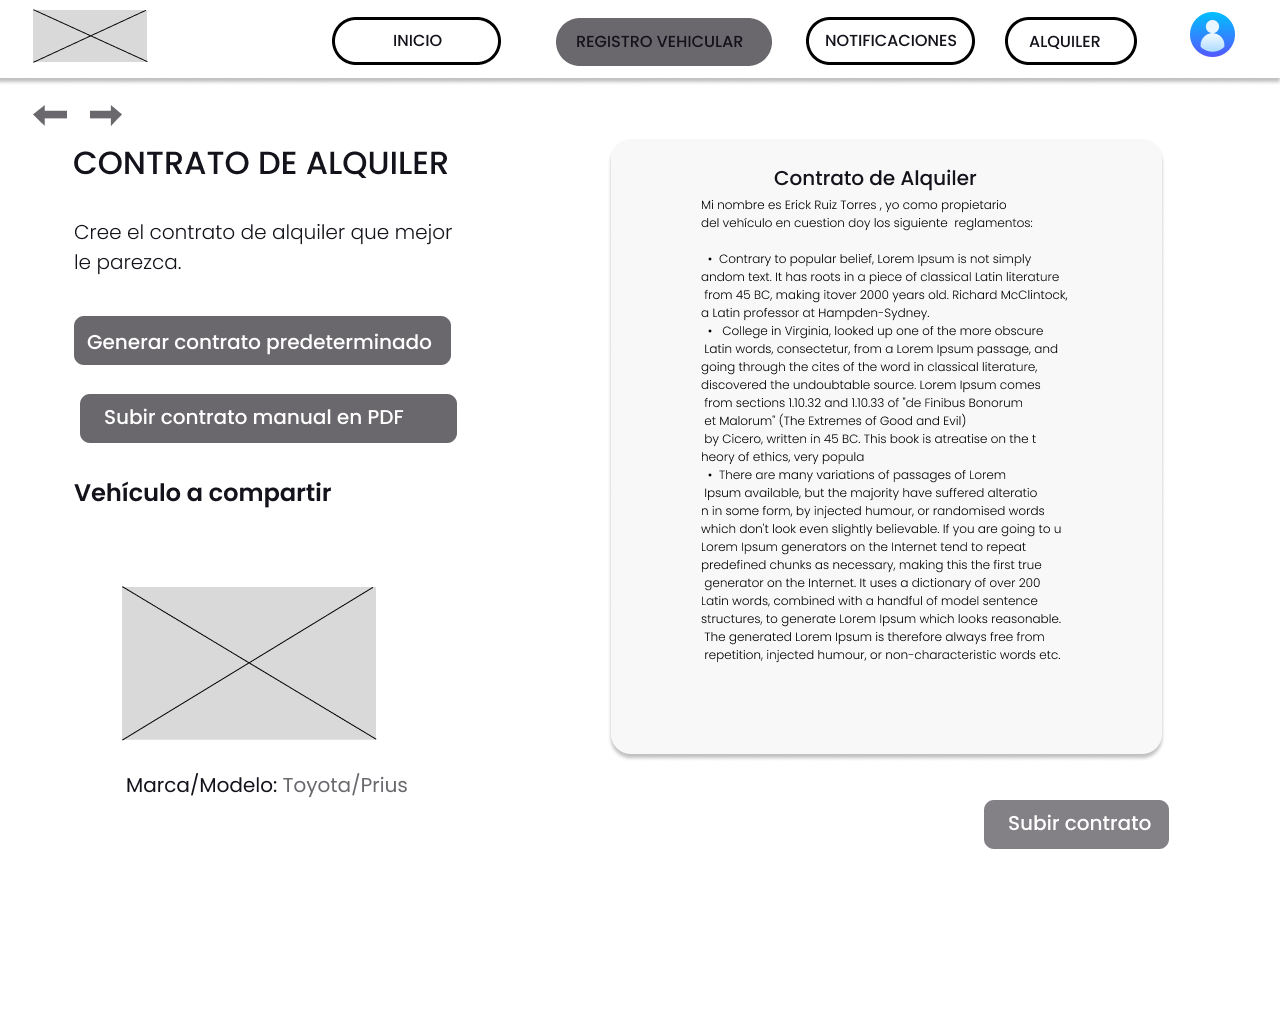 INICIO
REGISTRO VEHICULAR
NOTIFICACIONES
ALQUILER
CONTRATO DE ALQUILER
Cree el contrato de alquiler que mejor
le parezca.
Generar contrato predeterminado
Subir contrato manual en PDF
Vehículo a compartir
Marca/Modelo: Toyota/Prius
Contrato de Alquiler
Mi nombre es Erick Ruiz Torres , yo como propietario
del vehículo en cuestion doy los siguiente  reglamentos:
• Contrary to popular belief, Lorem Ipsum is not simply
andom text. It has roots in a piece of classical Latin literature
from 45 BC, making itover 2000 years old. Richard McClintock,
a Latin professor at Hampden-Sydney.
• College in Virginia, looked up one of the more obscure
Latin words, consectetur, from a Lorem Ipsum passage, and
going through the cites of the word in classical literature,
discovered the undoubtable source. Lorem Ipsum comes
from sections 1.10.32 and 1.10.33 of "de Finibus Bonorum
et Malorum" (The Extremes of Good and Evil)
by Cicero, written in 45 BC. This book is atreatise on the t
heory of ethics, very popula
• There are many variations of passages of Lorem
Ipsum available, but the majority have suffered alteratio
n in some form, by injected humour, or randomised words
which don't look even slightly believable. If you are going to u
Lorem Ipsum generators on the Internet tend to repeat
predefined chunks as necessary, making this the first true
generator on the Internet. It uses a dictionary of over 200
Latin words, combined with a handful of model sentence
structures, to generate Lorem Ipsum which looks reasonable.
The generated Lorem Ipsum is therefore always free from
repetition, injected humour, or non-characteristic words etc.
Subir contrato